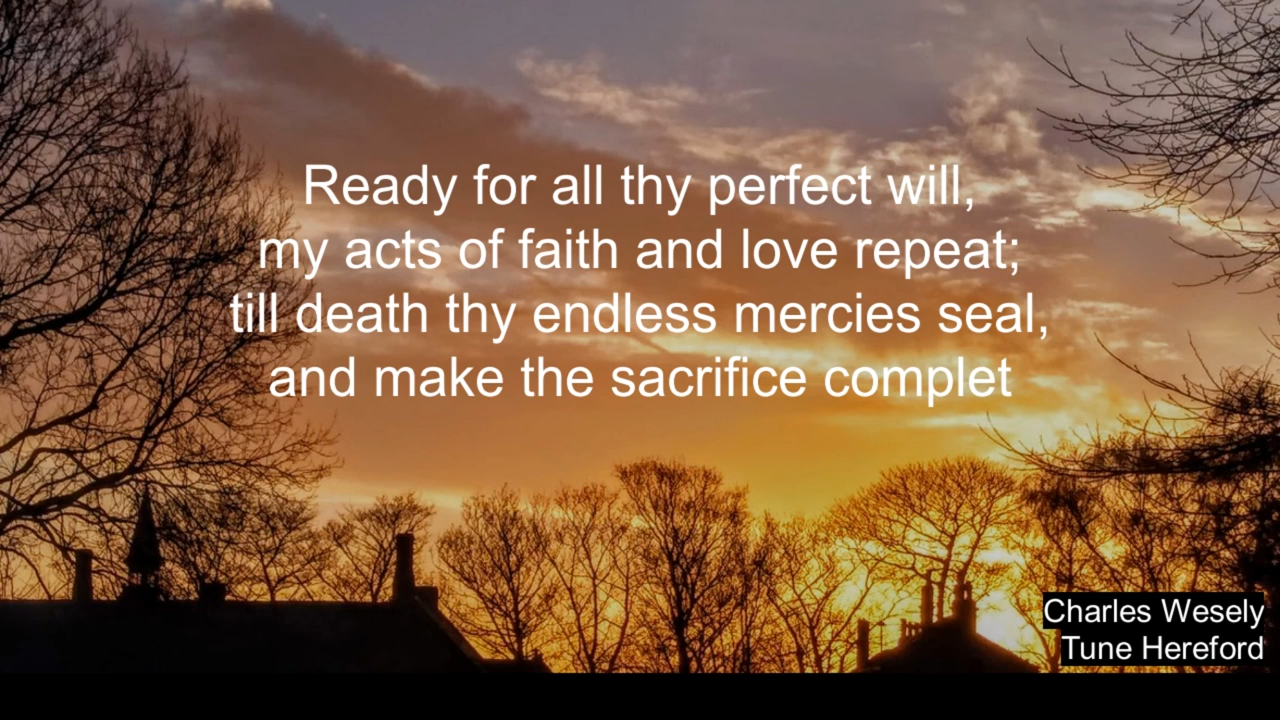 Ready for all thy perfect will,
my acts of faith and love repeat;
till death thy endless mercies seal,
and make the sacrifice complet
Charles Wesely
Tune Hereford